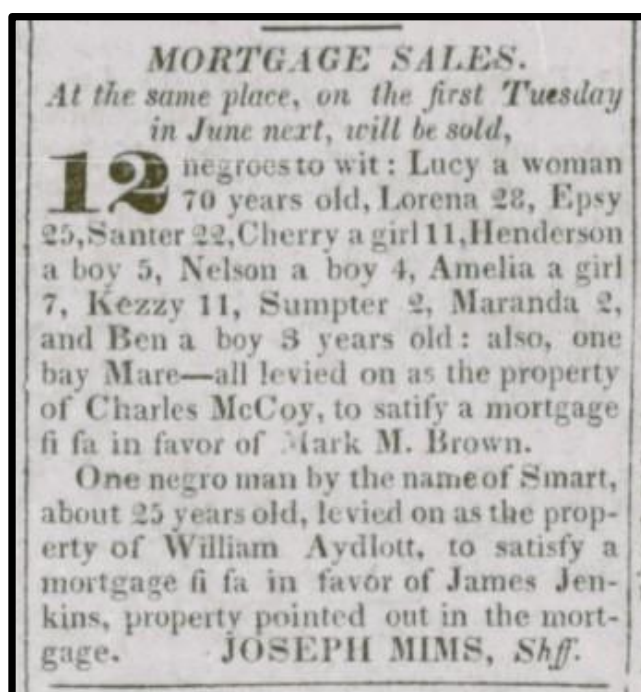 MORTGAGE SALES.
At the same place, on the first Tuesday
in June next, will be sold,
12 negroes to wit : Lucy a woman
70 years old, Lorena 28, Epsy
25, Santer 22, Cherry a girl 11, Henderson
a boy 5, Nelson a boy 4, Amelia a girl
7, Kezzy 11, Sumpter 2, Maranda 2,
and Ben a boy 3 years old : also, one
bay Mare—all levied on as the property
of Charles McCoy, to satify a mortgage
fi fa in favor of Mark M. Brown.
One negro man by the name of Smart,
about 25 years old, levied on as the prop-
erty of William Aydlott, to satisfy a
mortgage fi fa in favor of James Jen-
kins, property pointed out in the mort-
gage. JOSEPH MIMS, Shff.